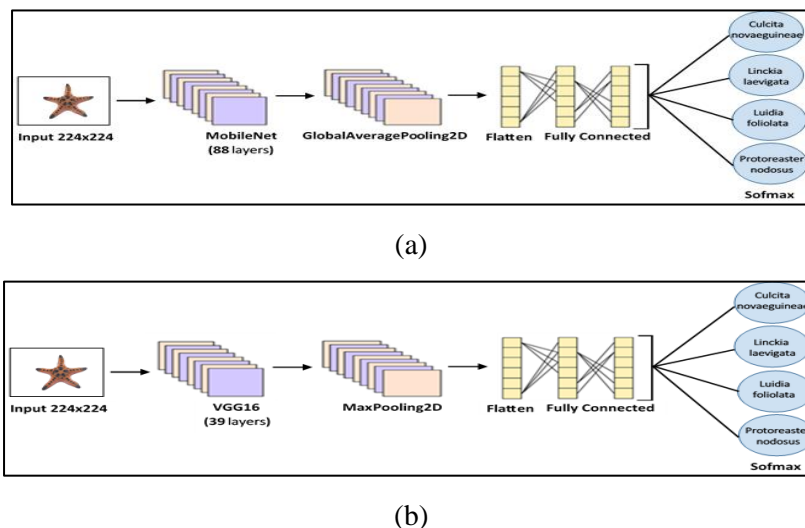 Culcita
novaeguineae
Linckia
laevigata
Luidia
foliolata
Protoreaster
nodosus
Sofmax
Input 224x224
MobileNet
(88 layers)
GlobalAveragePooling2D
Flatten
Fully Connected
(a)
Culcita
novaeguineae
Linckia
laevigata
Luidia
foliolata
Protoreaster
nodosus
Sofmax
Input 224x224
VGG16
(39 layers)
MaxPooling2D
Flatten
Fully Connected
(b)